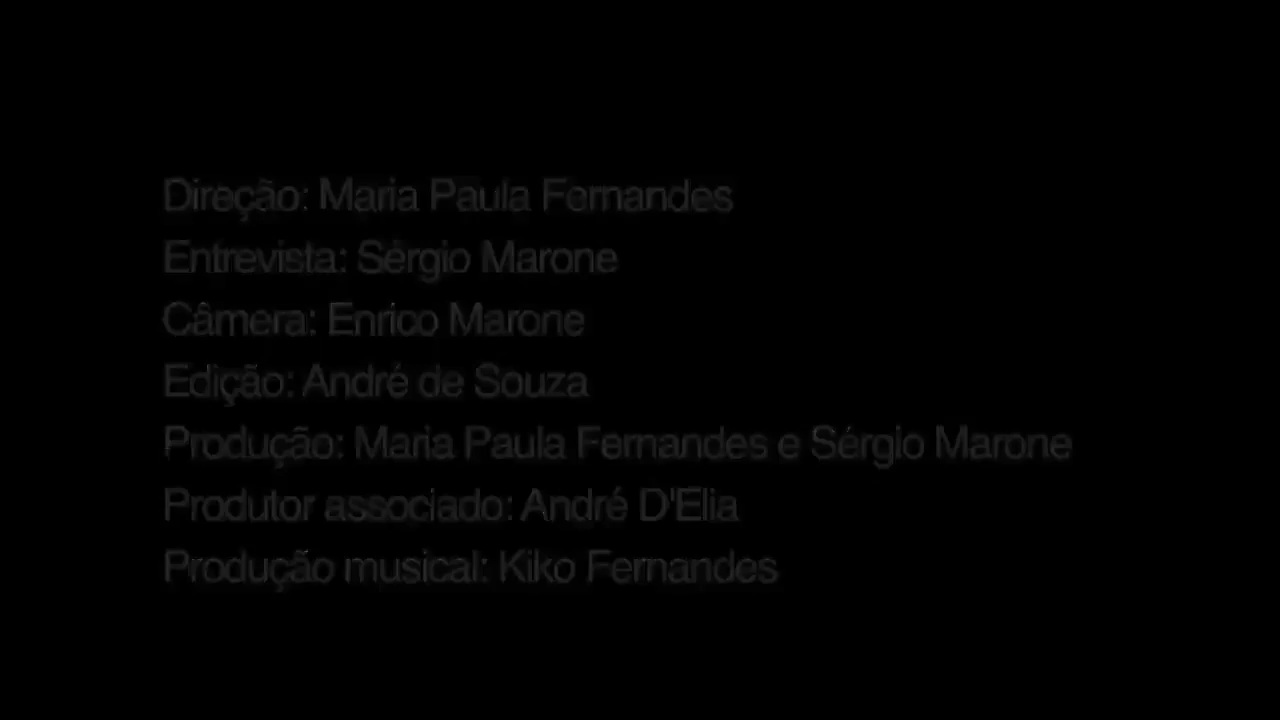 Direção: Maria Paula Fernandes
Entrevista: Sérgio Marone
Câmera: Enrico Marone
Edição: André de Souza
Produção: Maria Paula Fernandes e Sérgio Marone
Produtor associado: André D'Elia
Produção musical: Kiko Fernandes